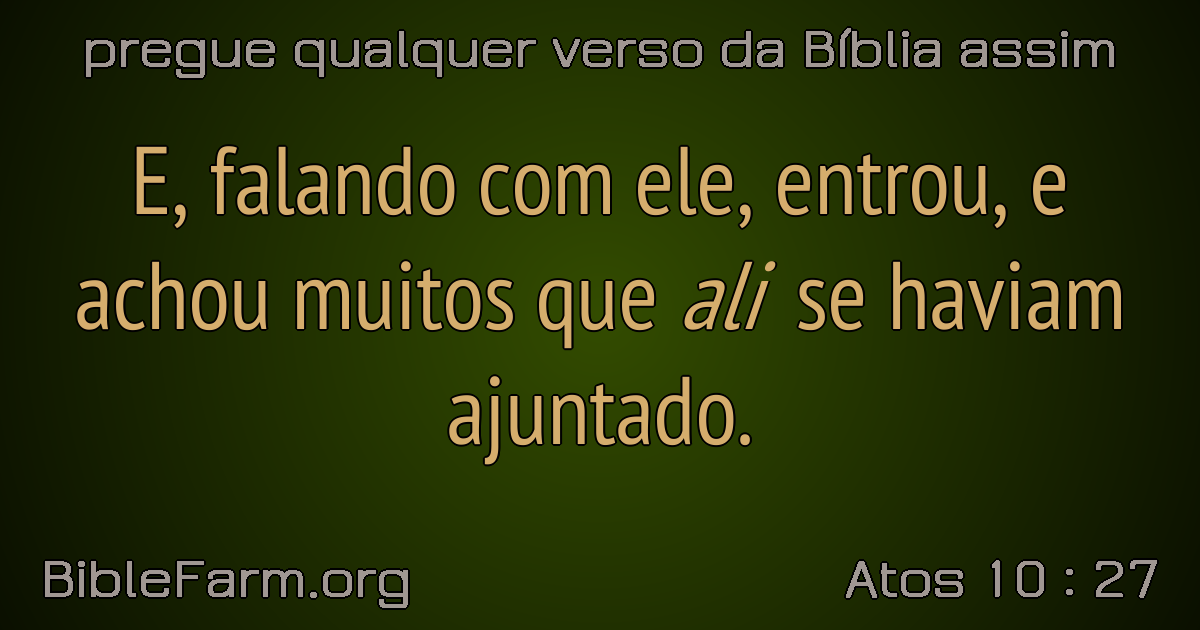 pregue qualquer verso da Bíblia assim
E, falando com ele, entrou, e
achou muitos que ali se haviam
ajuntado.
BibleFarm.org
Atos 10 : 27